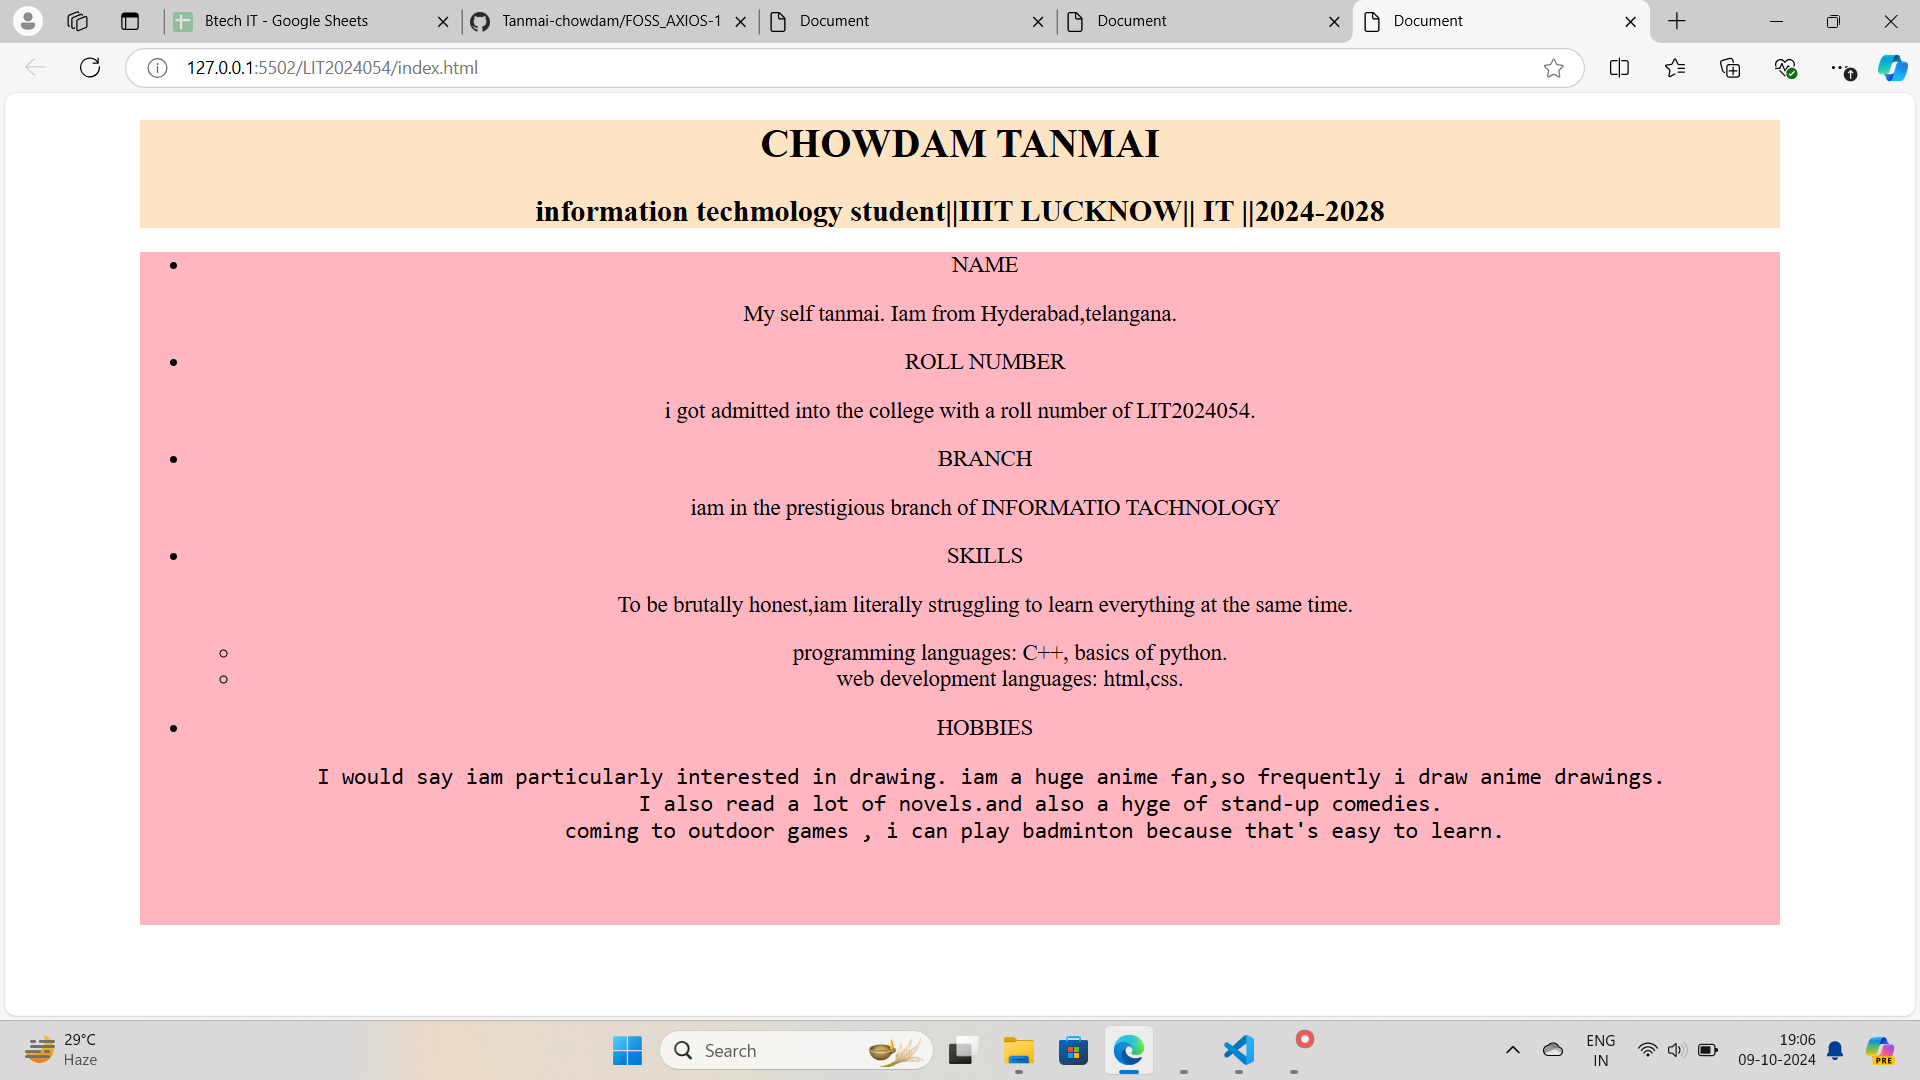 Btech IT - Google Sheets
Tanmai-chowdam/FOSS_AXIOS-1
Document
Document
Document
127.0.0.1:5502/LIT2024054/index.html
CHOWDAM TANMAI
information techmology student||IIIT LUCKNOW|| IT ||2024-2028
NAME
My self tanmai. Iam from Hyderabad,telangana.
ROLL NUMBER
i got admitted into the college with a roll number of LIT2024054.
BRANCH
iam in the prestigious branch of INFORMATIO TACHNOLOGY
SKILLS
To be brutally honest,iam literally struggling to learn everything at the same time.
programming languages: C++, basics of python.
web development languages: html,css.
HOBBIES
I would say iam particularly interested in drawing. iam a huge anime fan,so frequently i draw anime drawings.
I also read a lot of novels.and also a hyge of stand-up comedies.
coming to outdoor games , i can play badminton because that's easy to learn.
29°C
Haze
Search
ENG
IN
19:06
09-10-2024
PRE